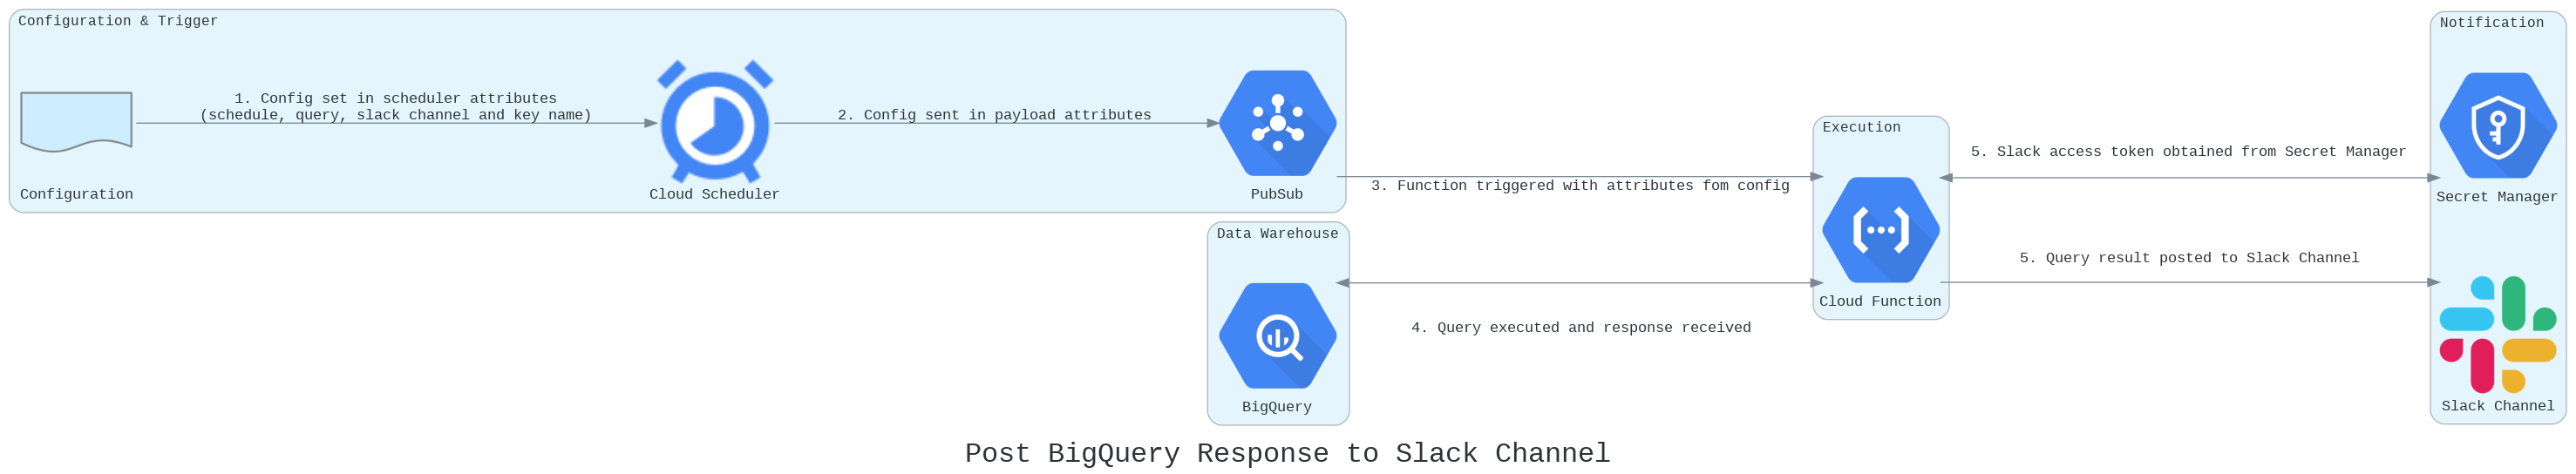 Configuration & Trigger
1. Config set in scheduler attributes
(schedule, query, slack channel and key name)
2. Config sent in payload attributes
Configuration
Cloud Scheduler
PubSub
3. Function triggered with attributes fom config
Data Warehouse
BigQuery
4. Query executed and response received
Execution
Cloud Function
5. Slack access token obtained from Secret Manager
5. Query result posted to Slack Channel
Notification
Secret Manager
Slack Channel
Post BigQuery Response to Slack Channel